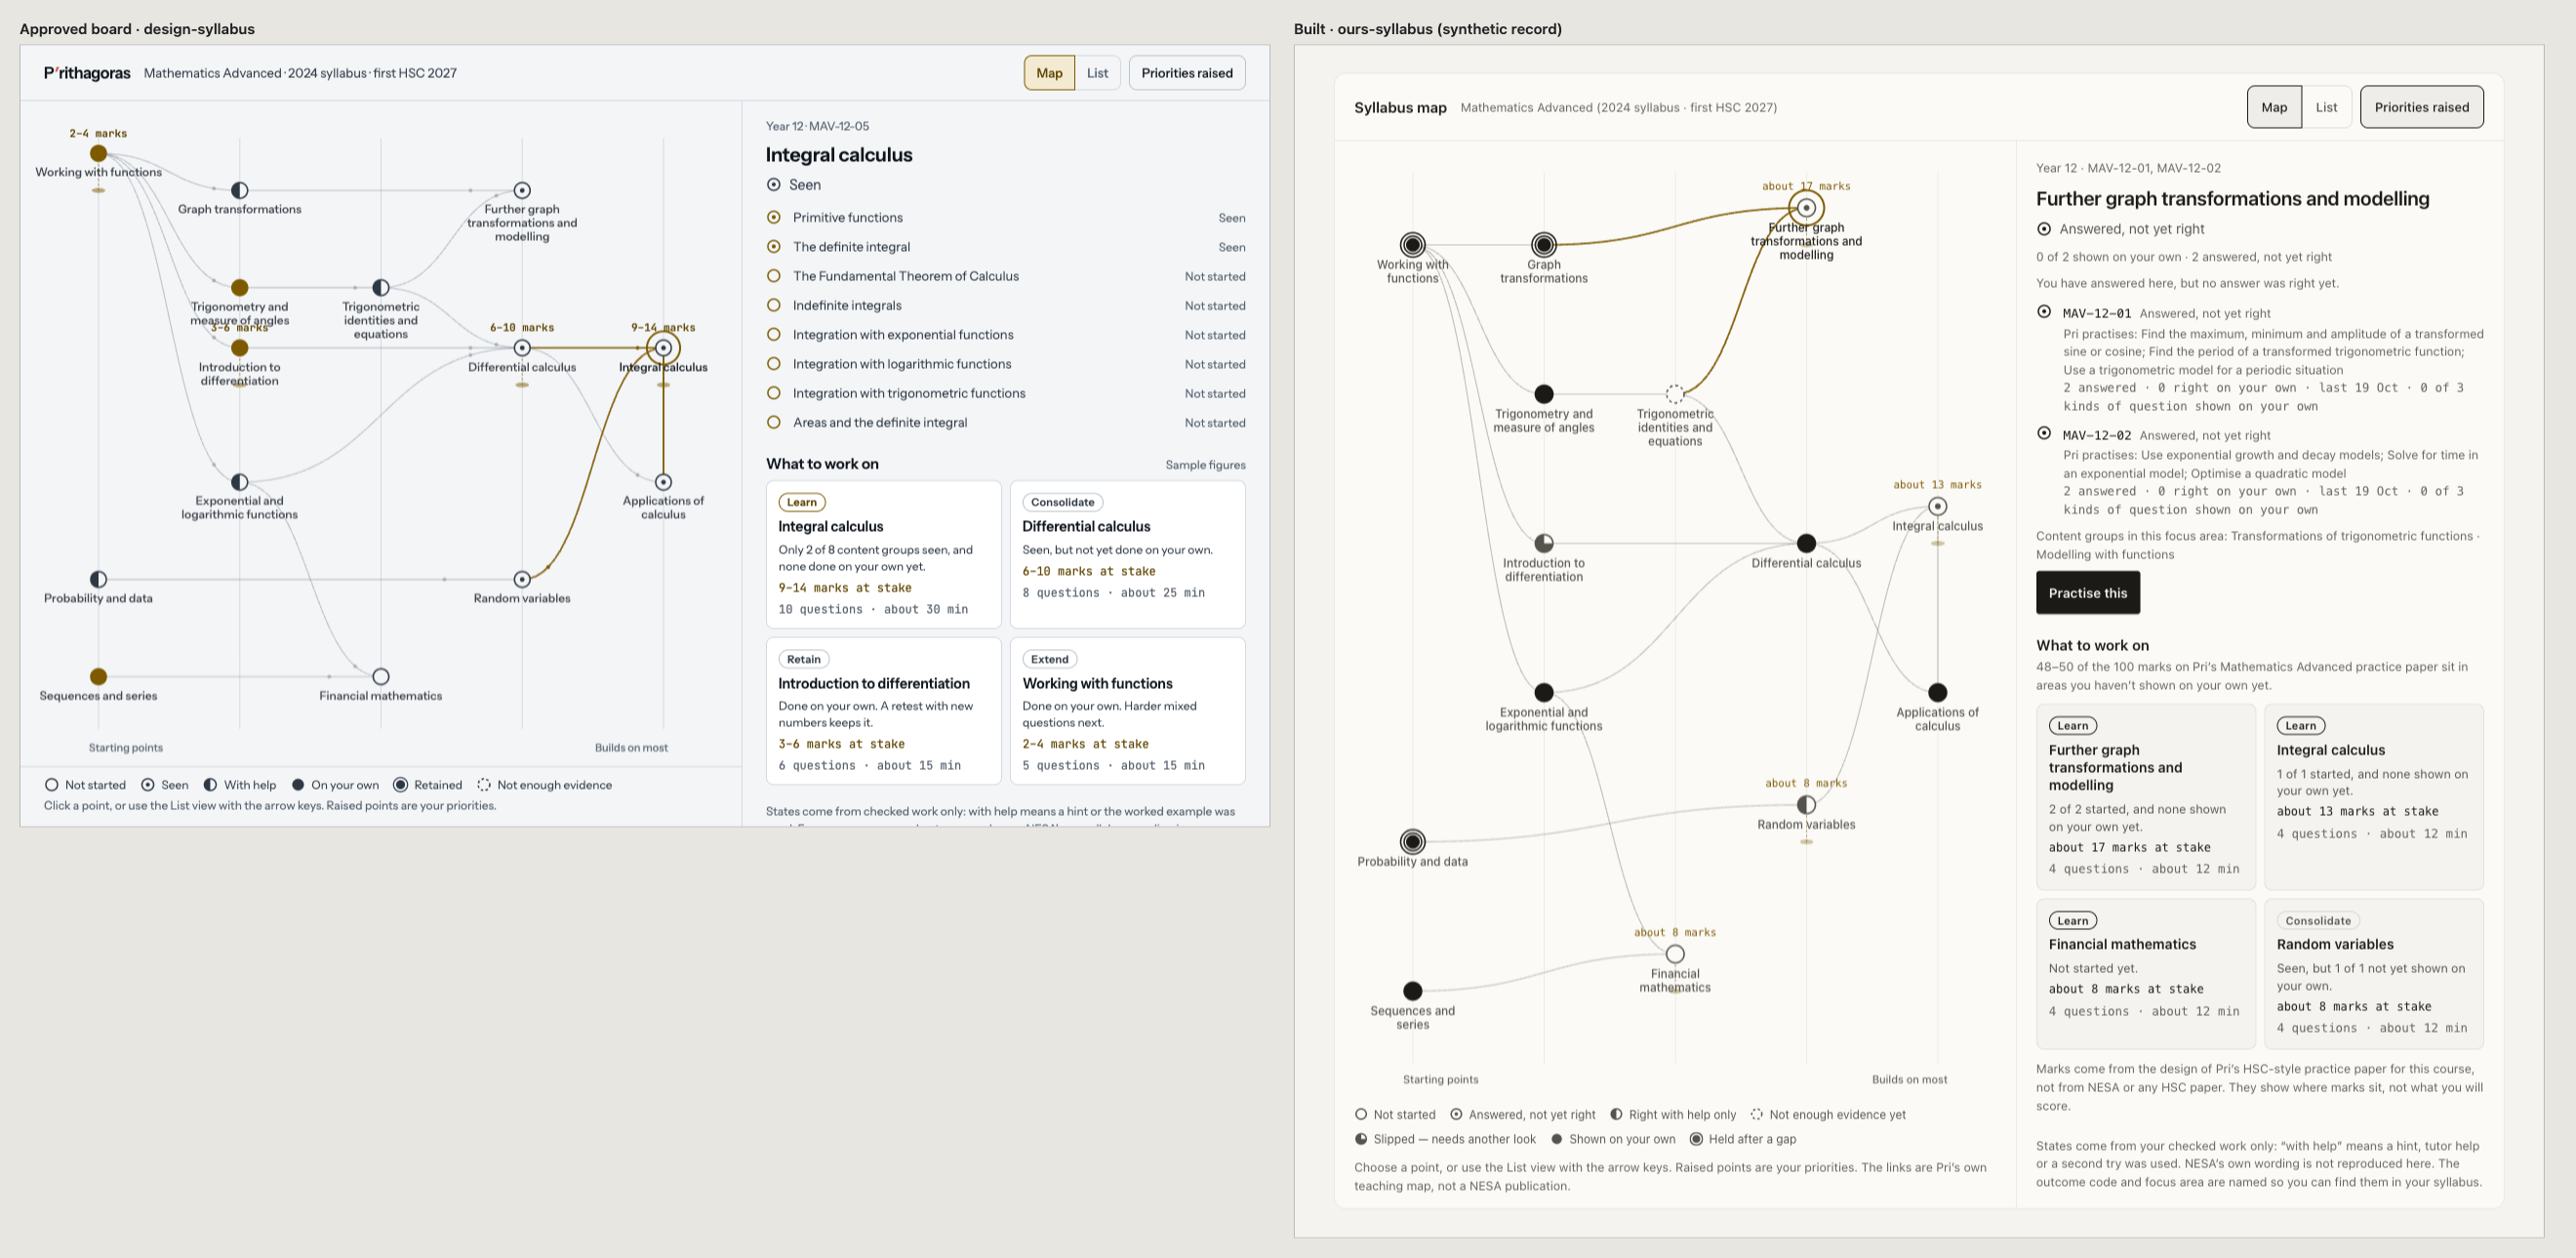 Approved board · design-syllabus
P'rithagoras
Mathematics Advanced · 2024 syllabus · first HSC 2027
Map
List
Priorities raised
2–4 marks
Working with functions
Graph transformations
Further graph
transformations and
modelling
Trigonometry and
measure of angles
Trigonometric
identities and
equations
3–6 marks
6–10 marks
9–14 marks
Introduction to
differentiation
Differential calculus
Integral calculus
Exponential and
logarithmic functions
Applications of
calculus
Probability and data
Random variables
Sequences and series
Financial mathematics
Starting points
Builds on most
Not started
Seen
With help
On your own
Retained
Not enough evidence
Click a point, or use the List view with the arrow keys. Raised points are your priorities.
Year 12 · MAV-12-05
Integral calculus
Seen
Primitive functions
Seen
The definite integral
Seen
The Fundamental Theorem of Calculus
Not started
Indefinite integrals
Not started
Integration with exponential functions
Not started
Integration with logarithmic functions
Not started
Integration with trigonometric functions
Not started
Areas and the definite integral
Not started
What to work on
Sample figures
Learn
Integral calculus
Only 2 of 8 content groups seen, and
none done on your own yet.
9–14 marks at stake
10 questions · about 30 min
Consolidate
Differential calculus
Seen, but not yet done on your own.
6–10 marks at stake
8 questions · about 25 min
Retain
Introduction to differentiation
Done on your own. A retest with new
numbers keeps it.
3–6 marks at stake
6 questions · about 15 min
Extend
Working with functions
Done on your own. Harder mixed
questions next.
2–4 marks at stake
5 questions · about 15 min
States come from checked work only: with help means a hint or the worked example was
Built · ours-syllabus (synthetic record)
Syllabus map
Mathematics Advanced (2024 syllabus · first HSC 2027)
Map
List
Priorities raised
about 17 marks
Further graph
transformations and
modelling
Working with
functions
Graph
transformations
Trigonometry and
measure of angles
Trigonometric
identities and
equations
about 13 marks
Integral calculus
Introduction to
differentiation
Differential calculus
Exponential and
logarithmic functions
Applications of
calculus
about 8 marks
Random variables
Probability and data
about 8 marks
Financial
mathematics
Sequences and
series
Starting points
Builds on most
Not started
Answered, not yet right
Right with help only
Not enough evidence yet
Slipped — needs another look
Shown on your own
Held after a gap
Choose a point, or use the List view with the arrow keys. Raised points are your priorities. The links are Pri's own
teaching map, not a NESA publication.
Year 12 · MAV-12-01, MAV-12-02
Further graph transformations and modelling
Answered, not yet right
0 of 2 shown on your own · 2 answered, not yet right
You have answered here, but no answer was right yet.
MAV-12-01 Answered, not yet right
Pri practises: Find the maximum, minimum and amplitude of a transformed
sine or cosine; Find the period of a transformed trigonometric function;
Use a trigonometric model for a periodic situation
2 answered · 0 right on your own · last 19 Oct · 0 of 3
kinds of question shown on your own
MAV-12-02 Answered, not yet right
Pri practises: Use exponential growth and decay models; Solve for time in
an exponential model; Optimise a quadratic model
2 answered · 0 right on your own · last 19 Oct · 0 of 3
kinds of question shown on your own
Content groups in this focus area: Transformations of trigonometric functions ·
Modelling with functions
Practise this
What to work on
48–50 of the 100 marks on Pri's Mathematics Advanced practice paper sit in
areas you haven't shown on your own yet.
Learn
Further graph
transformations and
modelling
2 of 2 started, and none shown
on your own yet.
about 17 marks at stake
4 questions · about 12 min
Learn
Integral calculus
1 of 1 started, and none shown on
your own yet.
about 13 marks at stake
4 questions · about 12 min
Learn
Financial mathematics
Not started yet.
about 8 marks at stake
4 questions · about 12 min
Consolidate
Random variables
Seen, but 1 of 1 not yet shown on
your own.
about 8 marks at stake
4 questions · about 12 min
Marks come from the design of Pri's HSC-style practice paper for this course,
not from NESA or any HSC paper. They show where marks sit, not what you will
score.
States come from your checked work only: “with help” means a hint, tutor help
or a second try was used. NESA's own wording is not reproduced here. The
outcome code and focus area are named so you can find them in your syllabus.